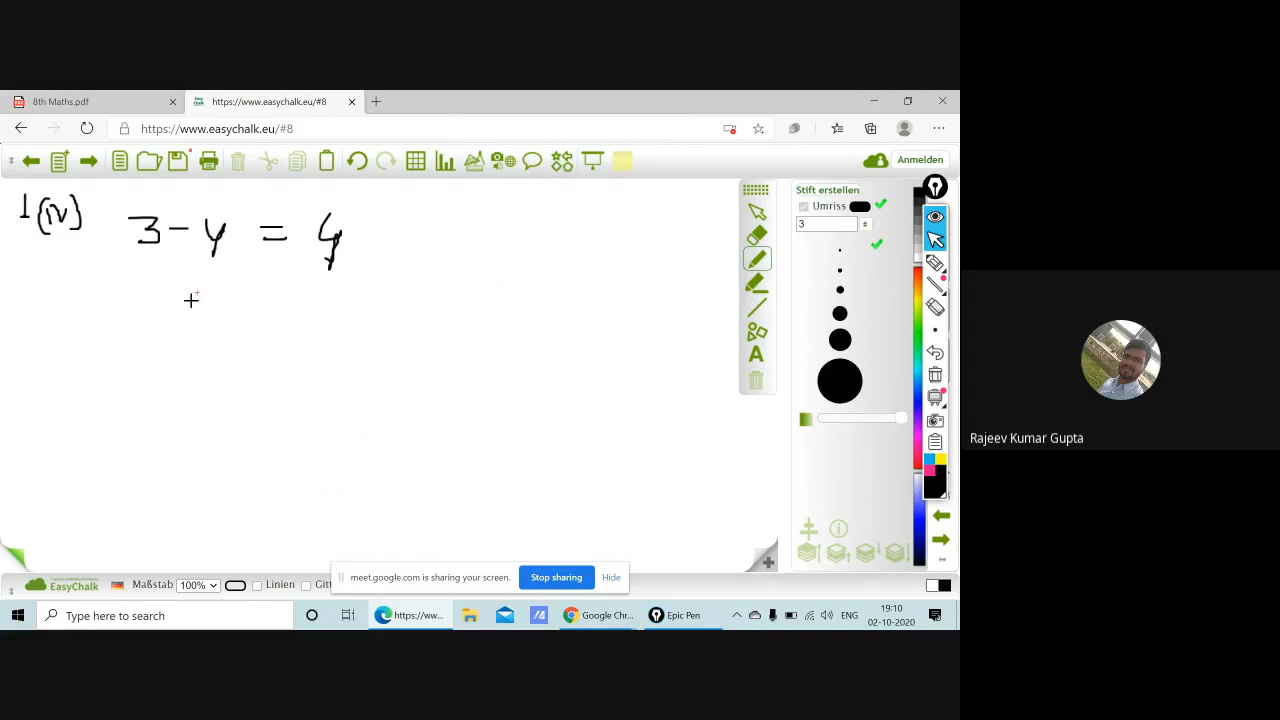 8th Maths.pdf
https://www.easychalk.eu/#8
https://www.easychalk.eu/#8
Anmelden
1(iv) 3 - y = 4
Stift erstellen
Umriss
3
Rajeev Kumar Gupta
meet.google.com is sharing your screen. Stop sharing Hide
EasyChalk Maßstab 100% Linien Gitt
Type here to search
https://ww...
Google Chr...
Epic Pen
ENG
19:10
02-10-2020